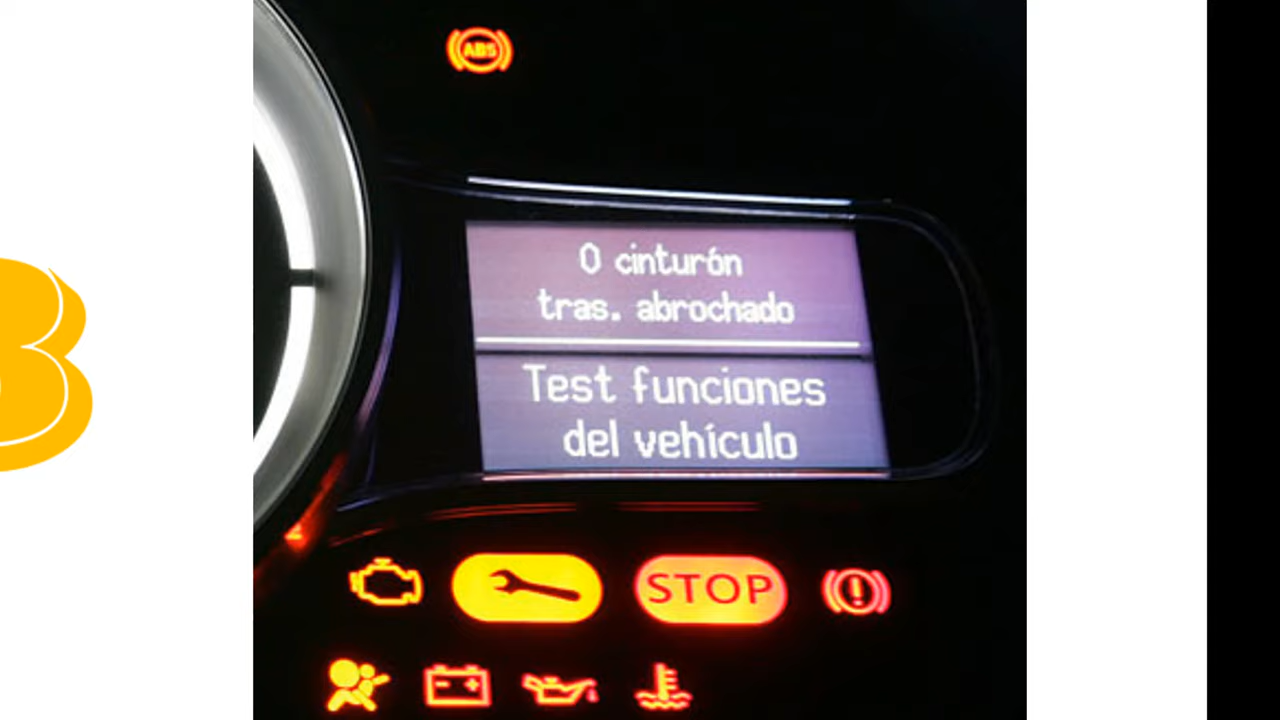 ABS
0 cinturón
tras. abrochado
Test funciones
del vehículo
STOP